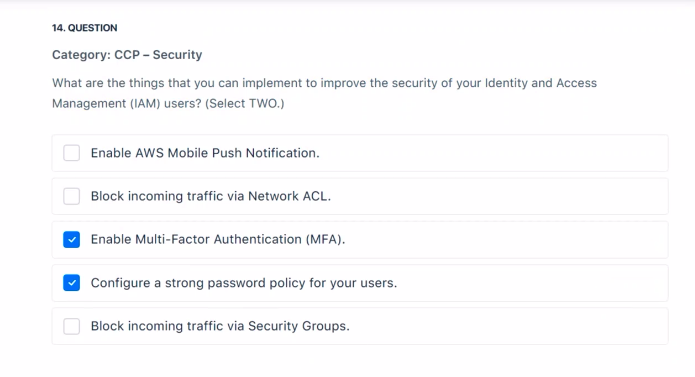 14. QUESTION
Category: CCP – Security
What are the things that you can implement to improve the security of your Identity and Access
Management (IAM) users? (Select TWO.)
Enable AWS Mobile Push Notification.
Block incoming traffic via Network ACL.
Enable Multi-Factor Authentication (MFA).
Configure a strong password policy for your users.
Block incoming traffic via Security Groups.